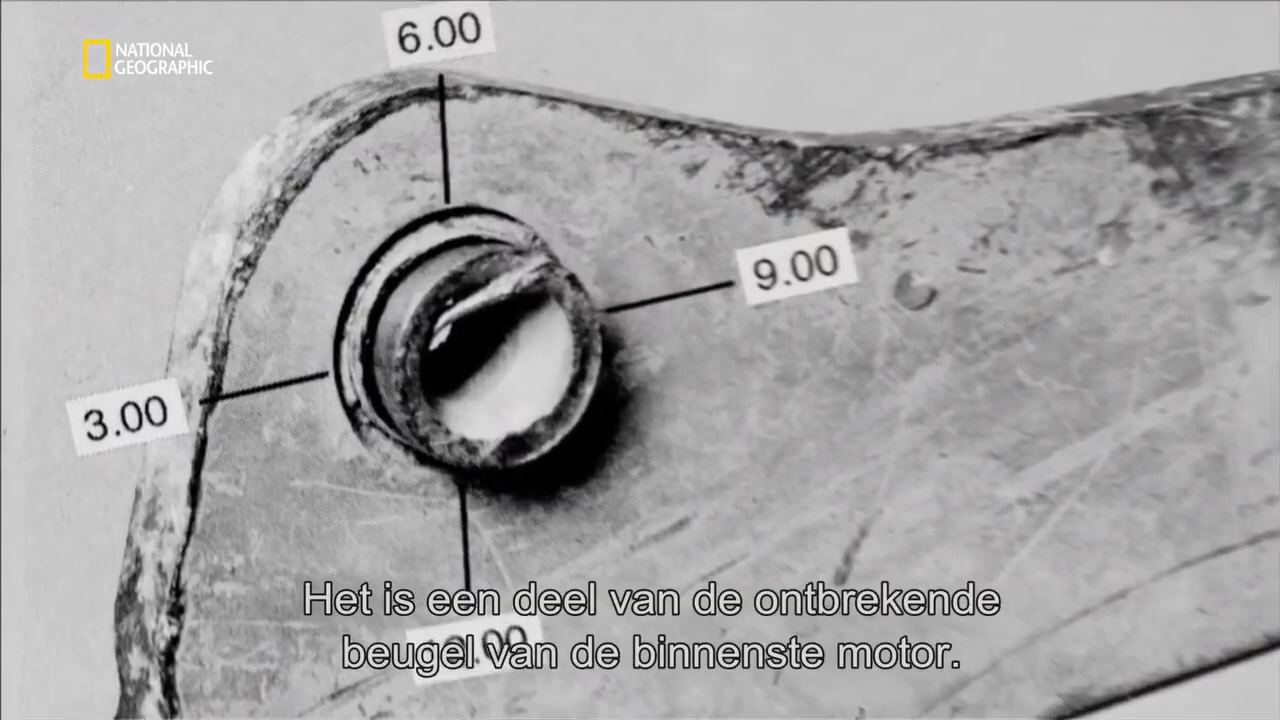 6.00
NATIONAL
GEOGRAPHIC
9.00
3.00
Het is een deel van de ontbrekende
beugel van de binnenste motor.